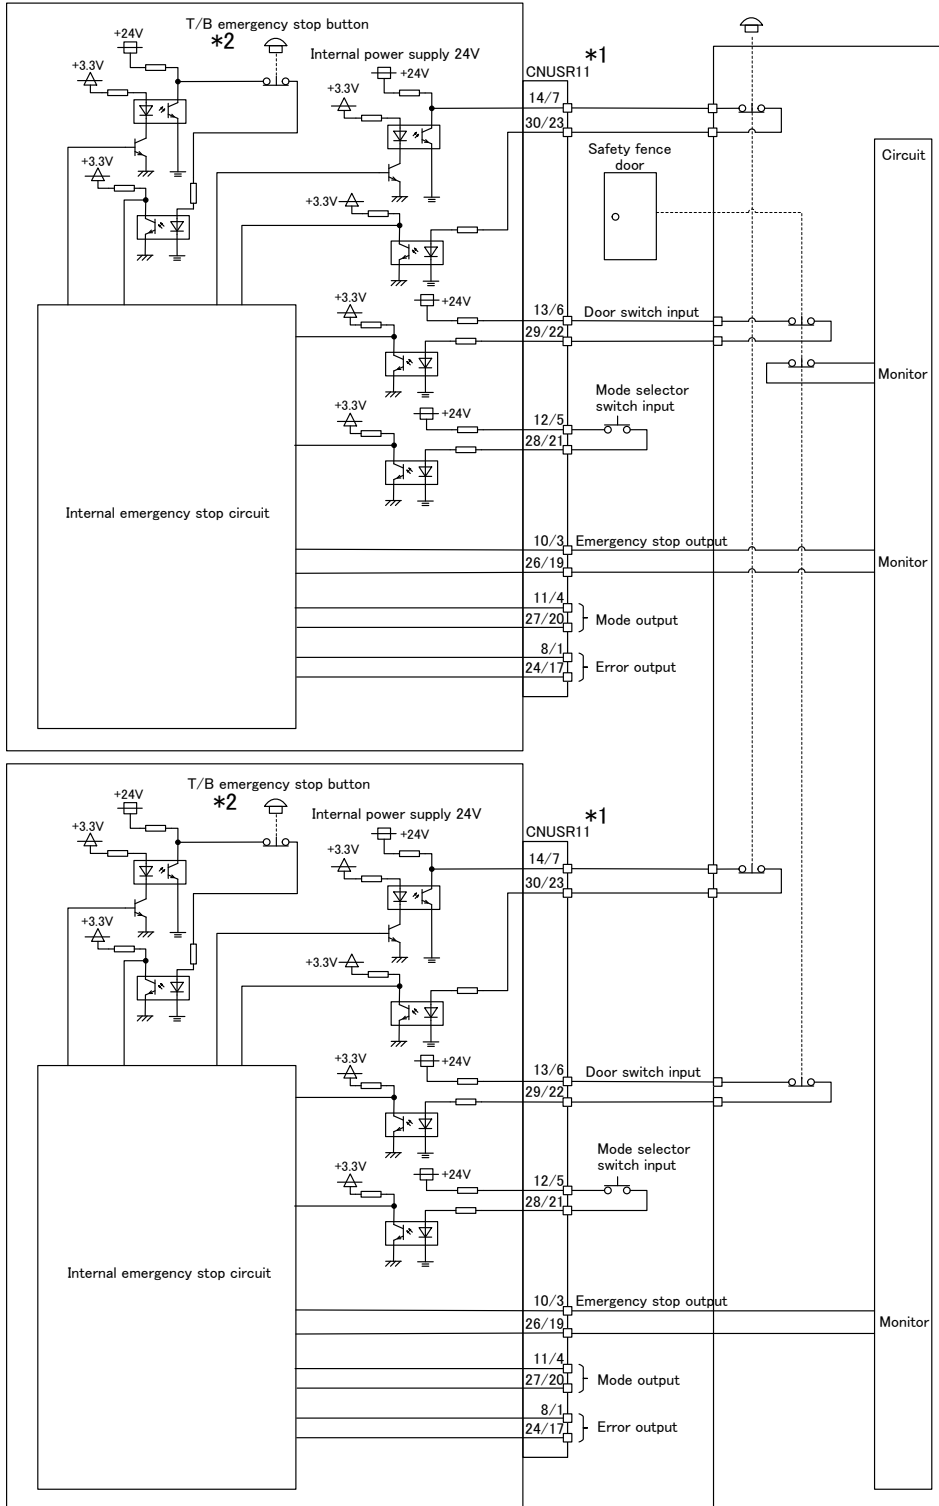 T/B emergency stop button
*2
+24V
+3.3V
+3.3V
Internal power supply 24V
+24V
+3.3V
+3.3V
*1
CNUSR11
14/7
30/23
Safety fence
door
Circuit
+3.3V
+24V
13/6
Door switch input
29/22
Monitor
+3.3V
+24V
Mode selector
switch input
12/5
28/21
Internal emergency stop circuit
10/3
Emergency stop output
26/19
Monitor
11/4
27/20
Mode output
8/1
24/17
Error output
T/B emergency stop button
*2
+24V
+3.3V
+3.3V
Internal power supply 24V
+24V
+3.3V
+3.3V
*1
CNUSR11
14/7
30/23
+3.3V
+24V
13/6
Door switch input
29/22
+3.3V
+24V
Mode selector
switch input
12/5
28/21
Internal emergency stop circuit
10/3
Emergency stop output
26/19
Monitor
11/4
27/20
Mode output
8/1
24/17
Error output